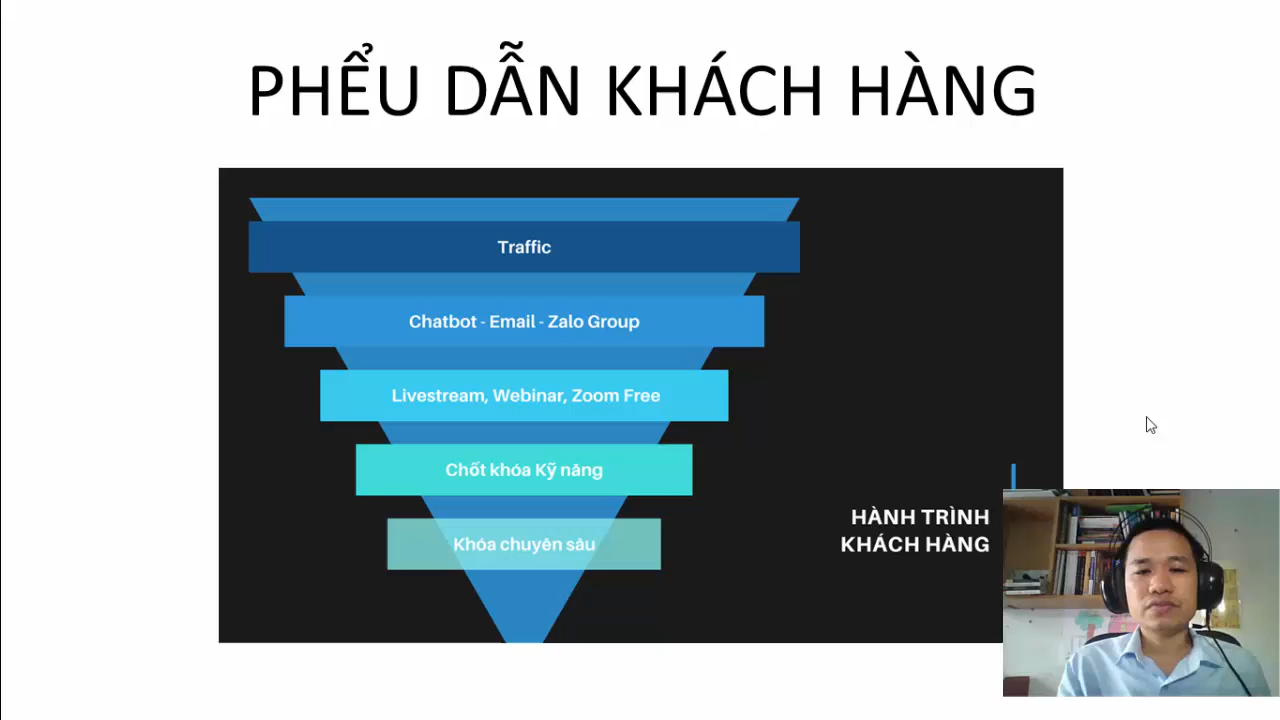 PHỂU DẪN KHÁCH HÀNG
Traffic
Chatbot - Email - Zalo Group
Livestream, Webinar, Zoom Free
Chốt khóa Kỹ năng
Khóa chuyên sâu
HÀNH TRÌNH
KHÁCH HÀNG